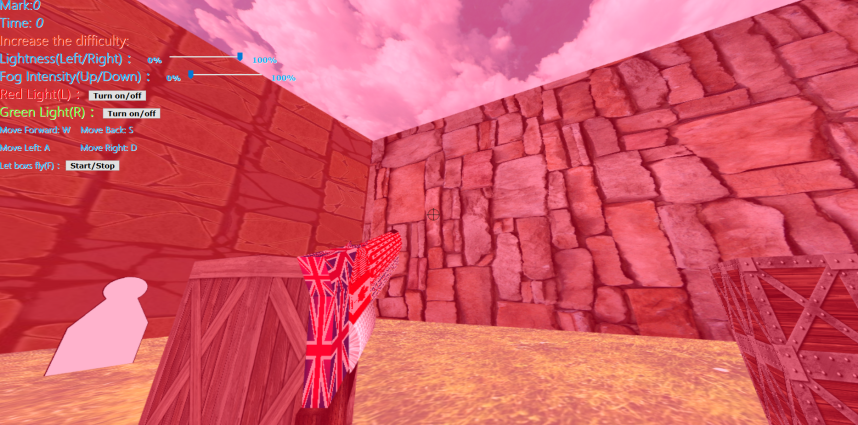 Mark:0
Time: 0
Increase the difficulty:
Lightness(Left/Right) : 0% 100%
Fog Intensity(Up/Down) : 0% 100%
Red Light(L) : Turn on/off
Green Light(R) : Turn on/off
Move Forward: W Move Back: S
Move Left: A Move Right: D
Let boxs fly(F) : Start/Stop